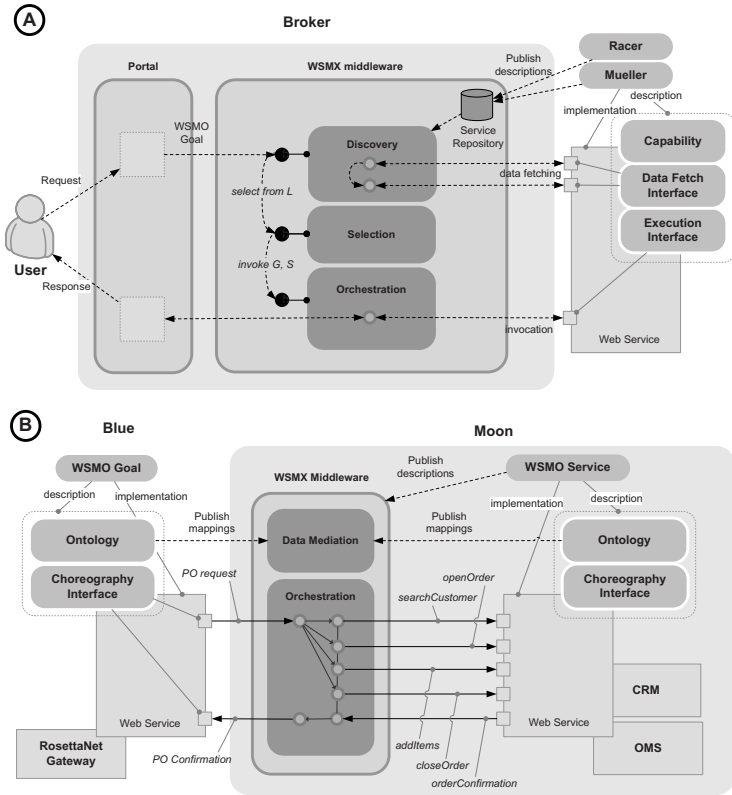 A
Broker
Portal
WSMX middleware
Publish
descriptions
Racer
Mueller
description
implementation
WSMO
Goal
Service
Repository
Discovery
Capability
Request
select from L
data fetching
Data Fetch
Interface
Selection
Execution
Interface
User
invoke G, S
Response
Orchestration
invocation
Web Service
B
Blue
Moon
WSMO Goal
WSMX Middleware
Publish
descriptions
WSMO Service
description
implementation
implementation
description
Publish
mappings
Publish
mappings
Ontology
Data Mediation
Ontology
PO request
openOrder
Choreography
Interface
Orchestration
searchCustomer
Choreography
Interface
CRM
Web Service
Web Service
RosettaNet
Gateway
PO Confirmation
addItems
OMS
closeOrder
orderConfirmation